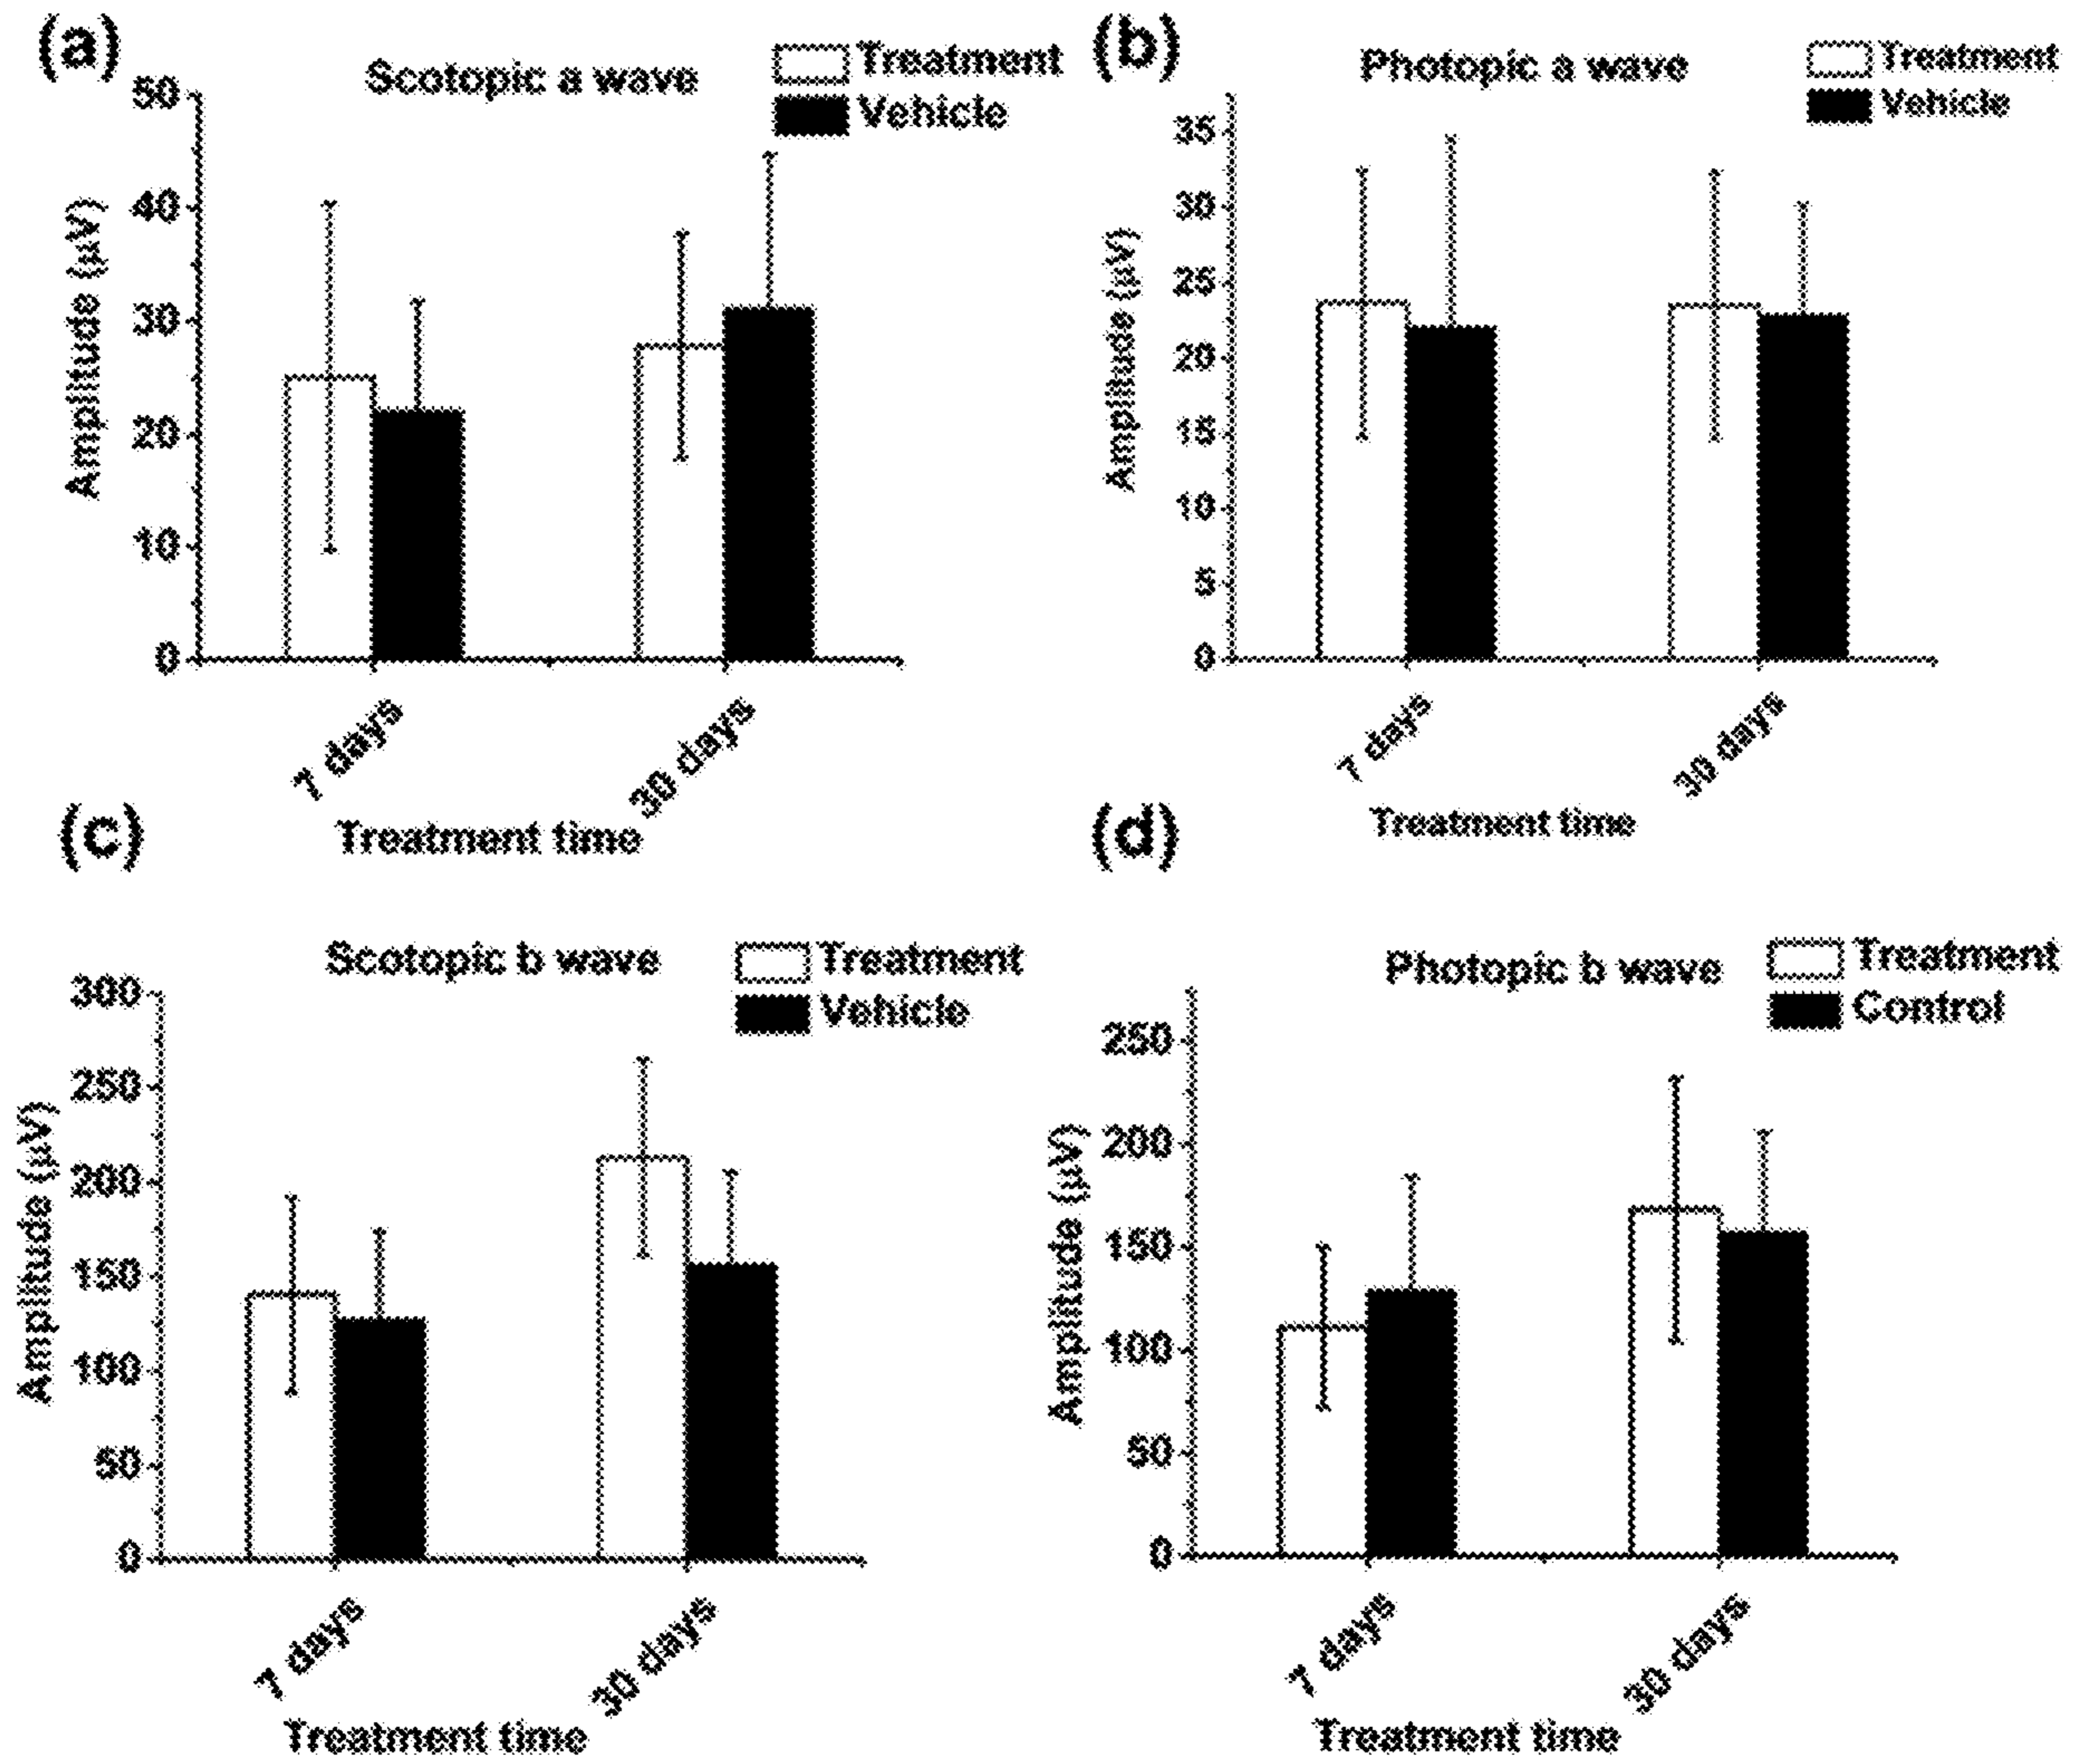 (a)
Scotopic a wave
Treatment
Vehicle
50
40
30
20
10
0
Amplitude (µV)
7 days
30 days
Treatment time
(b)
Photopic a wave
Treatment
Vehicle
35
30
25
20
15
10
5
0
Amplitude (µV)
7 days
30 days
Treatment time
(c)
Scotopic b wave
Treatment
Vehicle
300
250
200
150
100
50
0
Amplitude (µV)
7 days
30 days
Treatment time
(d)
Photopic b wave
Treatment
Control
250
200
150
100
50
0
Amplitude (µV)
7 days
30 days
Treatment time